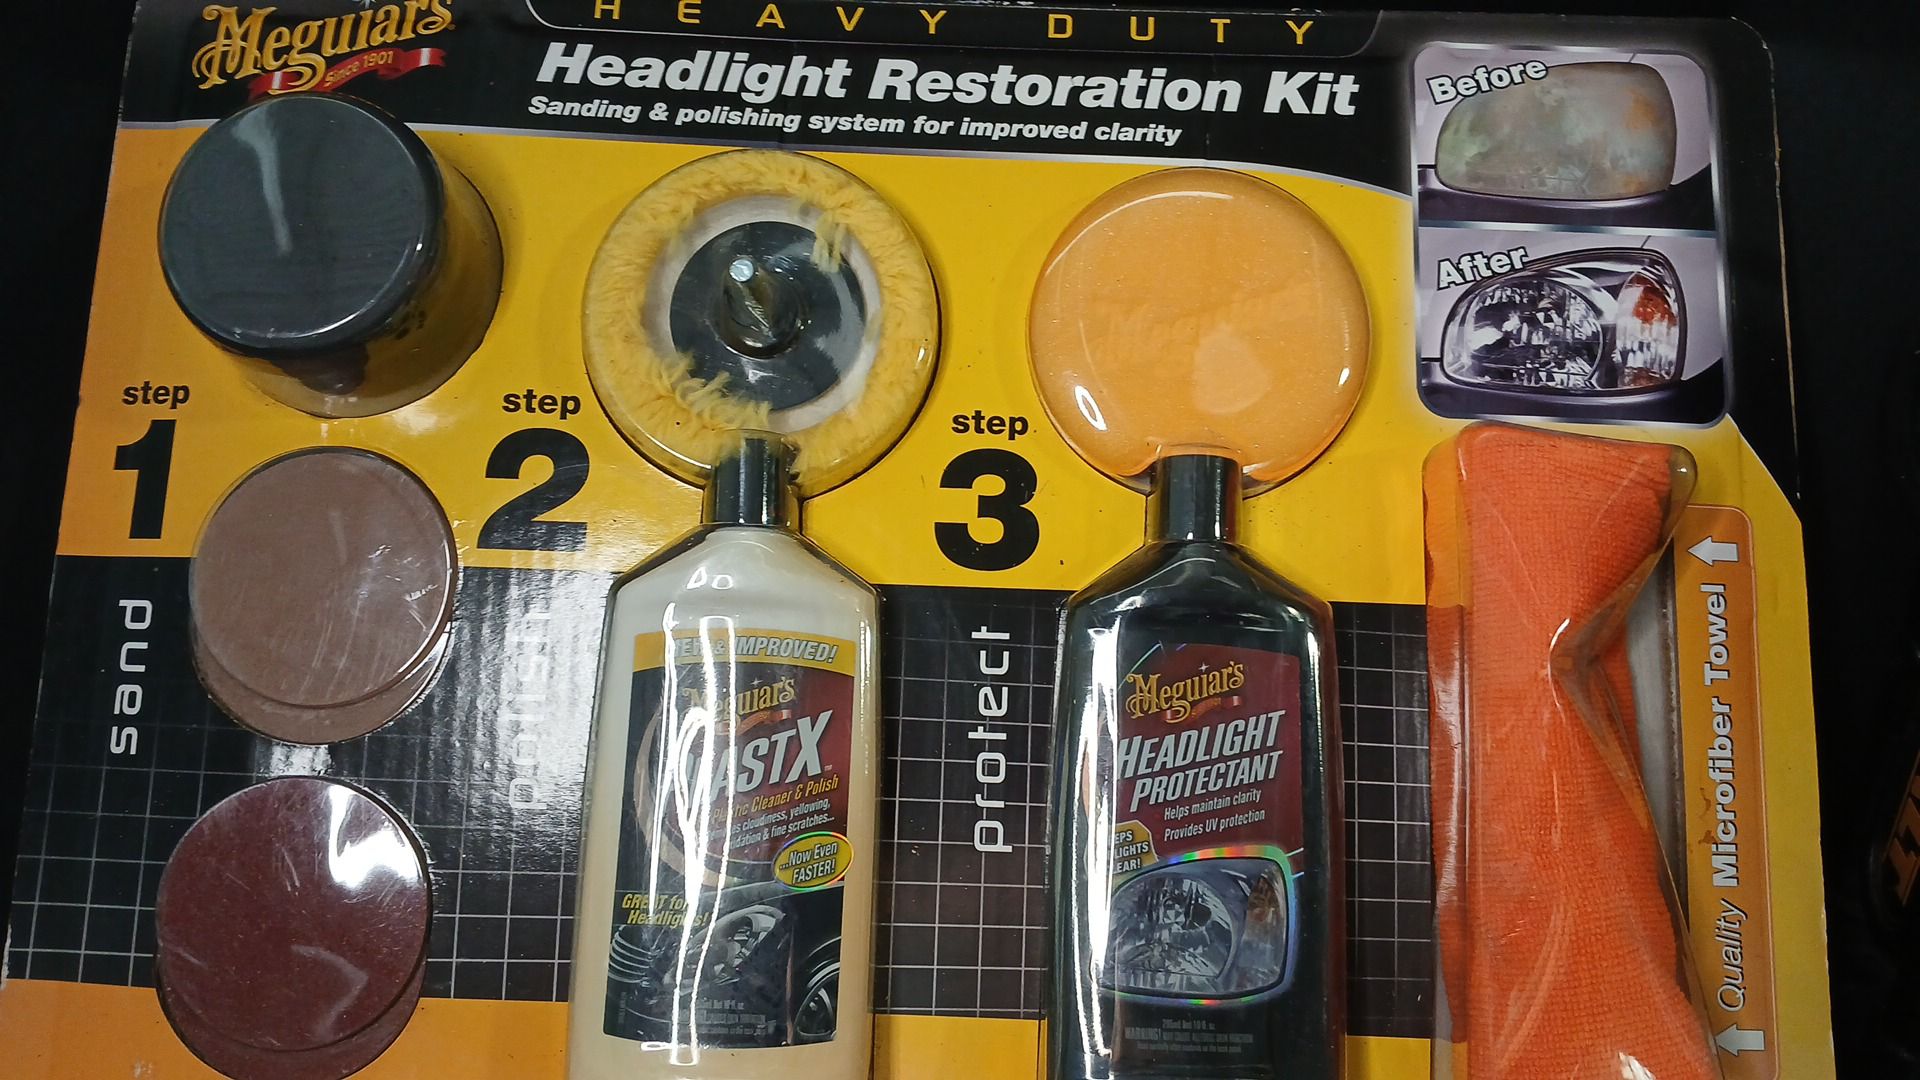 Meguiar's
Since 1901
HEAVY DUTY
Headlight Restoration Kit
Sanding & polishing system for improved clarity
Before
After
step
1
sand
step
2
polish
step
3
protect
IMPROVED!
Meguiar's
PLASTX
Plastic Cleaner & Polish
cloudiness, yellowing,
& fine scratches...
...Now Even
FASTER!
GREAT for
Headlights!
Meguiar's
HEADLIGHT
PROTECTANT
Helps maintain clarity
Provides UV protection
Quality Microfiber Towel